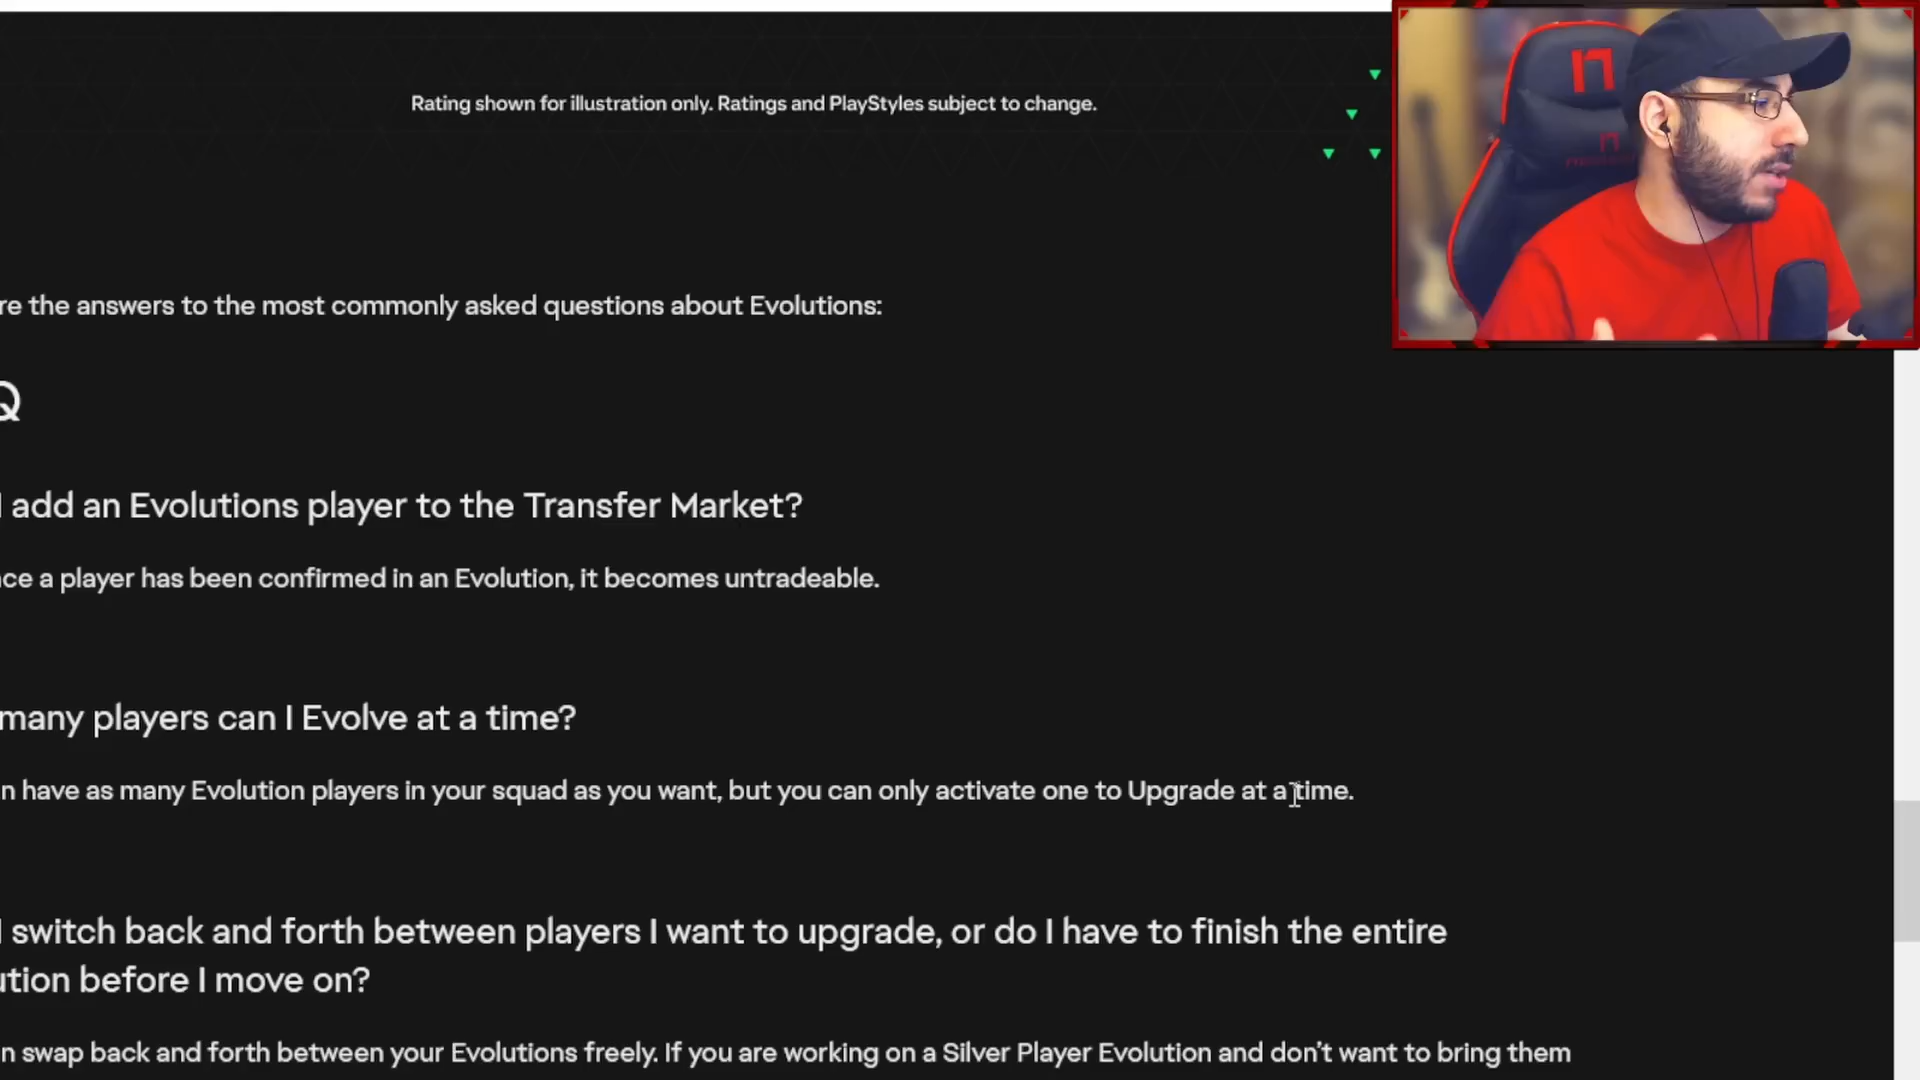 Rating shown for illustration only. Ratings and PlayStyles subject to change.
re the answers to the most commonly asked questions about Evolutions:
Q
I add an Evolutions player to the Transfer Market?
nce a player has been confirmed in an Evolution, it becomes untradeable.
many players can I Evolve at a time?
n have as many Evolution players in your squad as you want, but you can only activate one to Upgrade at a time.
I switch back and forth between players I want to upgrade, or do I have to finish the entire
ution before I move on?
n swap back and forth between your Evolutions freely. If you are working on a Silver Player Evolution and don't want to bring them